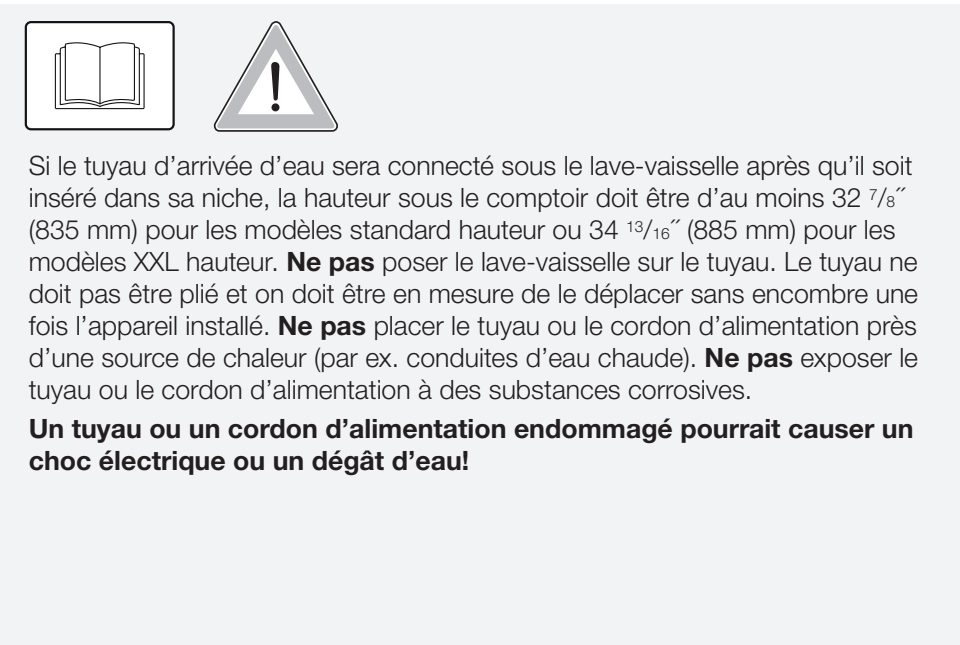 Si le tuyau d’arrivée d’eau sera connecté sous le lave-vaisselle après qu’il soit
inséré dans sa niche, la hauteur sous le comptoir doit être d’au moins 32 7/8˝
(835 mm) pour les modèles standard hauteur ou 34 13/16˝ (885 mm) pour les
modèles XXL hauteur. Ne pas poser le lave-vaisselle sur le tuyau. Le tuyau ne
doit pas être plié et on doit être en mesure de le déplacer sans encombre une
fois l’appareil installé. Ne pas placer le tuyau ou le cordon d’alimentation près
d’une source de chaleur (par ex. conduites d’eau chaude). Ne pas exposer le
tuyau ou le cordon d’alimentation à des substances corrosives.
Un tuyau ou un cordon d’alimentation endommagé pourrait causer un
choc électrique ou un dégât d’eau!